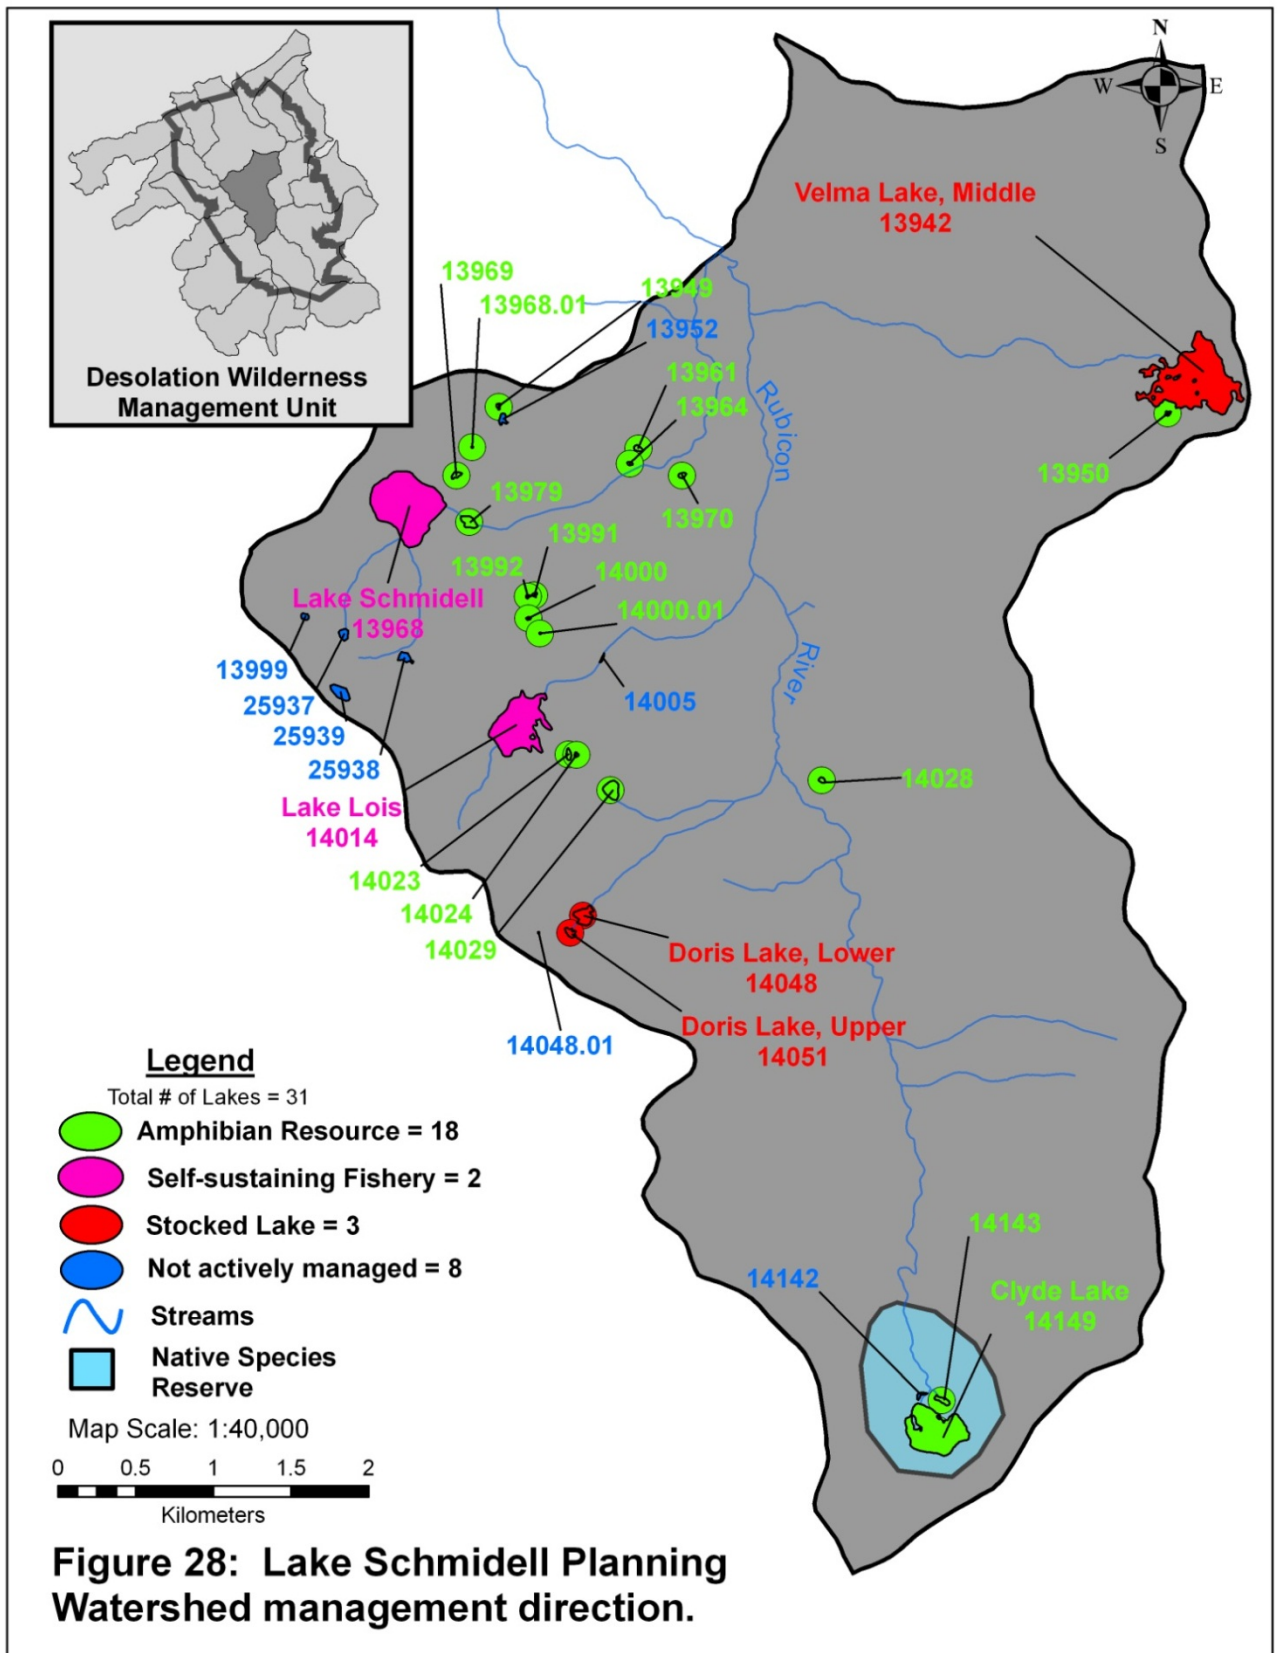 Desolation Wilderness
Management Unit
N
W
E
S
Velma Lake, Middle
13942
13969
13968.01
13949
13952
13961
13964
Rubicon
13950
13979
13970
13991
13992
14000
14000.01
Lake Schmidell
13968
13999
25937
25939
25938
14005
River
Lake Lois
14014
14028
14023
14024
14029
Doris Lake, Lower
14048
Doris Lake, Upper
14051
14048.01
14143
14142
Clyde Lake
14149
Legend
Total # of Lakes = 31
Amphibian Resource = 18
Self-sustaining Fishery = 2
Stocked Lake = 3
Not actively managed = 8
Streams
Native Species
Reserve
Map Scale: 1:40,000
0 0.5 1 1.5 2
Kilometers
Figure 28: Lake Schmidell Planning
Watershed management direction.